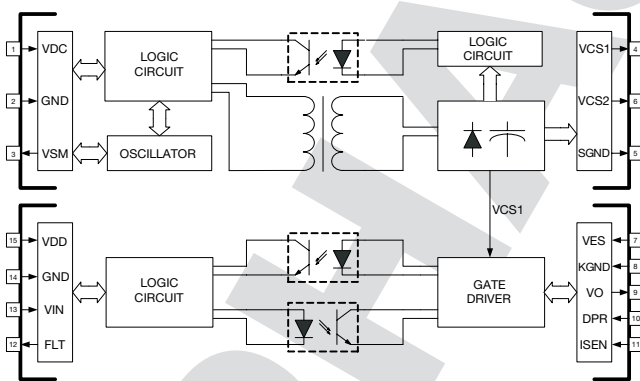 1 VDC
2 GND
3 VSM
LOGIC
CIRCUIT
OSCILLATOR
LOGIC
CIRCUIT
VCS1 4
VCS2 6
SGND 5
VCS1
15 VDD
14 GND
13 VIN
12 FLT
LOGIC
CIRCUIT
GATE
DRIVER
VES 7
KGND 8
VO 9
DPR 10
ISEN 11